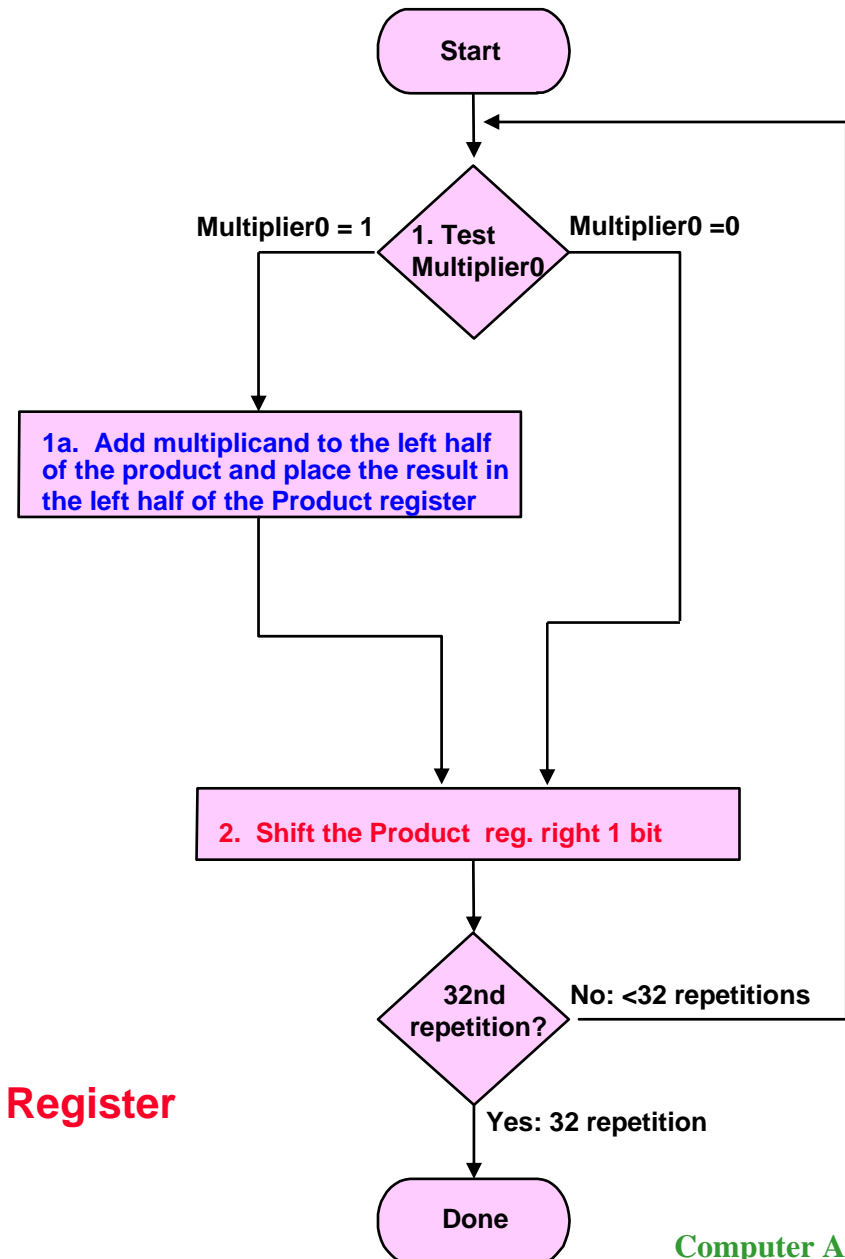 Start
Multiplier0 = 1
1. Test
Multiplier0
Multiplier0 =0
1a. Add multiplicand to the left half
of the product and place the result in
the left half of the Product register
2. Shift the Product reg. right 1 bit
32nd
repetition?
No: <32 repetitions
Register
Yes: 32 repetition
Done
Computer A